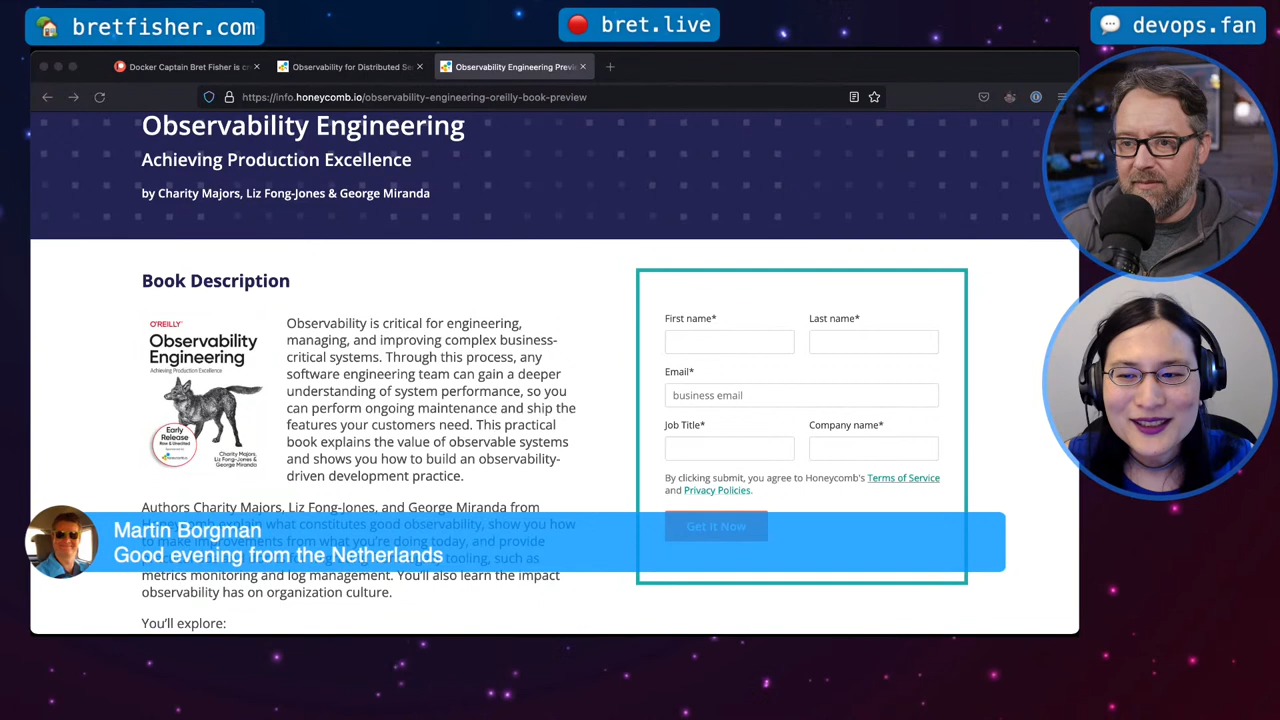 bretfisher.com
bret.live
devops.fan
Docker Captain Bret Fisher is c
Observability for Distributed Se
Observability Engineering Previe
https://info.honeycomb.io/observability-engineering-oreilly-book-preview
Observability Engineering
Achieving Production Excellence
by Charity Majors, Liz Fong-Jones & George Miranda
Book Description
O'REILLY
Observability
Engineering
Achieving Production Excellence
Early
Release
Raw & Unedited
Charity Majors,
Liz Fong-Jones &
George Miranda
Observability is critical for engineering,
managing, and improving complex business-
critical systems. Through this process, any
software engineering team can gain a deeper
understanding of system performance, so you
can perform ongoing maintenance and ship the
features your customers need. This practical
book explains the value of observable systems
and shows you how to build an observability-
driven development practice.
Authors Charity Majors, Liz Fong-Jones, and George Miranda from
Honeycomb explain what constitutes good observability, show you how
to make improvements from what you're doing today, and provide
tooling, such as
metrics monitoring and log management. You'll also learn the impact
observability has on organization culture.
You'll explore:
First name*
Last name*
Email*
business email
Job Title*
Company name*
By clicking submit, you agree to Honeycomb's Terms of Service
and Privacy Policies.
Get It Now
Martin Borgman
Good evening from the Netherlands